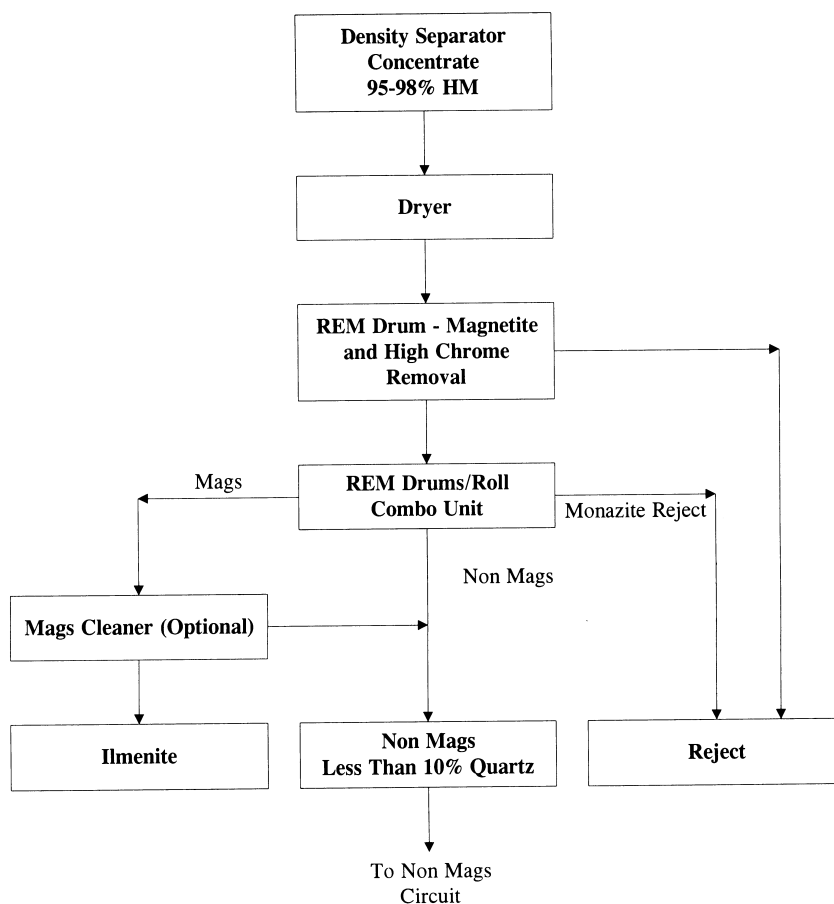 Density Separator
Concentrate
95-98% HM
Dryer
REM Drum - Magnetite
and High Chrome
Removal
Mags
REM Drums/Roll
Combo Unit
Monazite Reject
Non Mags
Mags Cleaner (Optional)
Ilmenite
Non Mags
Less Than 10% Quartz
Reject
To Non Mags
Circuit